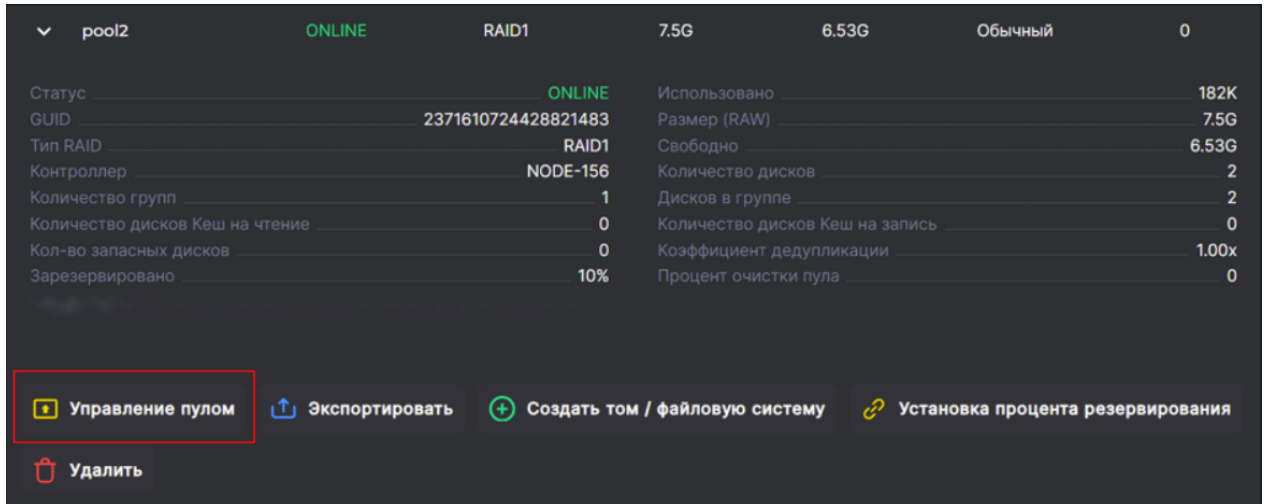 pool2 ONLINE RAID1 7.5G 6.53G Обычный 0
Статус ONLINE Использовано 182K
GUID 2371610724428821483 Размер (RAW) 7.5G
Тип RAID RAID1 Свободно 6.53G
Контроллер NODE-156 Количество дисков 2
Количество групп 1 Дисков в группе 2
Количество дисков Кеш на чтение 0 Количество дисков Кеш на запись 0
Кол-во запасных дисков 0 Коэффициент дедупликации 1.00x
Зарезервировано 10% Процент очистки пула 0
Управление пулом Экспортировать Создать том / файловую систему Установка процента резервирования
Удалить